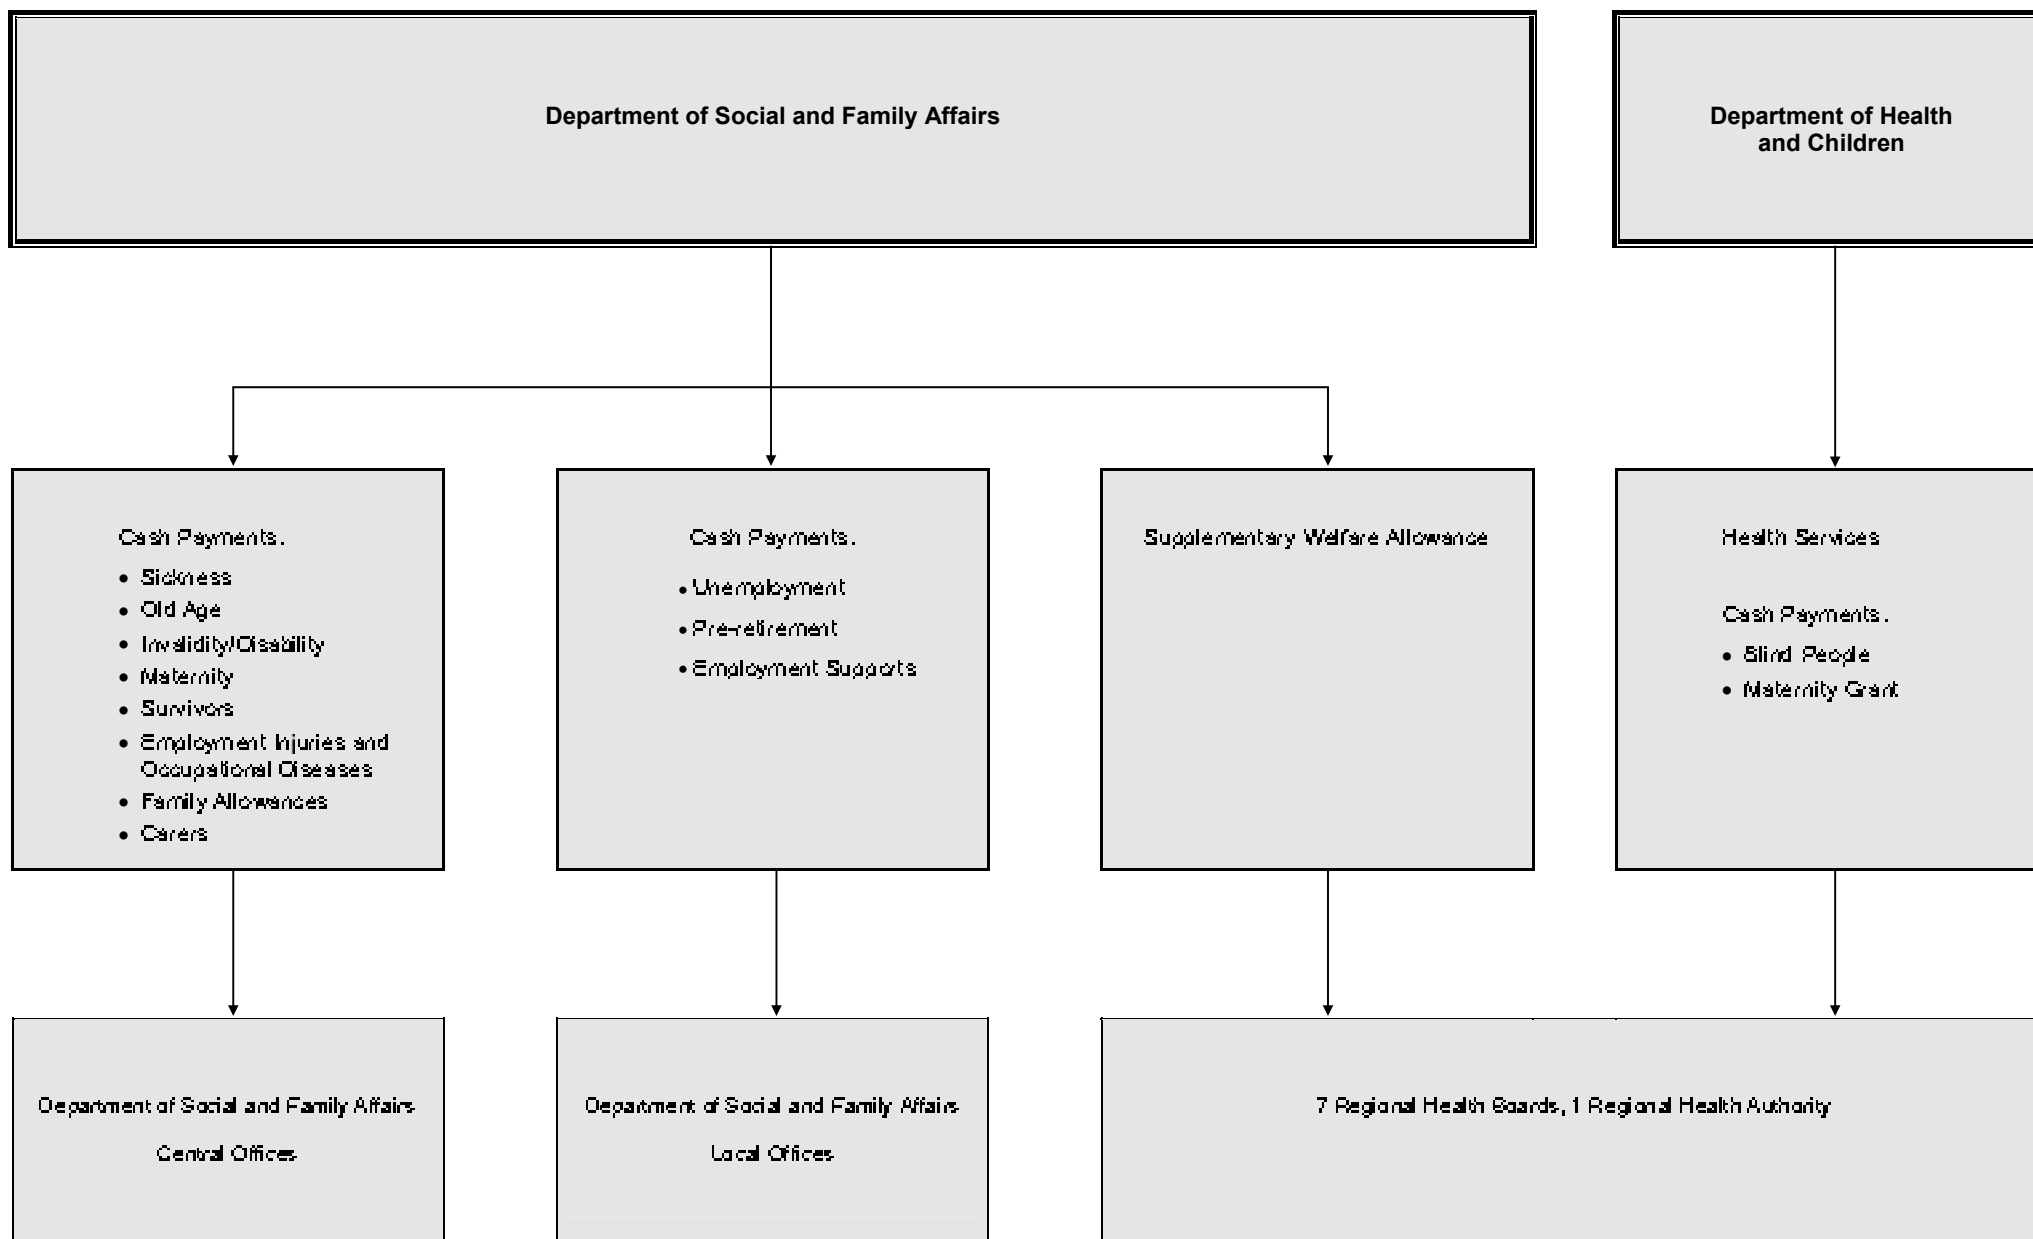 Department of Social and Family Affairs
Department of Health
and Children
Cash Payments.
• Sickness
• Old Age
• Invalidity/Disability
• Maternity
• Survivors
• Employment Injuries and
Occupational Diseases
• Family Allowances
• Carers
Cash Payments.
• Unemployment
• Pre-retirement
• Employment Supports
Supplementary Welfare Allowance
Health Services
Cash Payments.
• Blind People
• Maternity Grant
Department of Social and Family Affairs
Central Offices
Department of Social and Family Affairs
Local Offices
7 Regional Health Boards, 1 Regional Health Authority